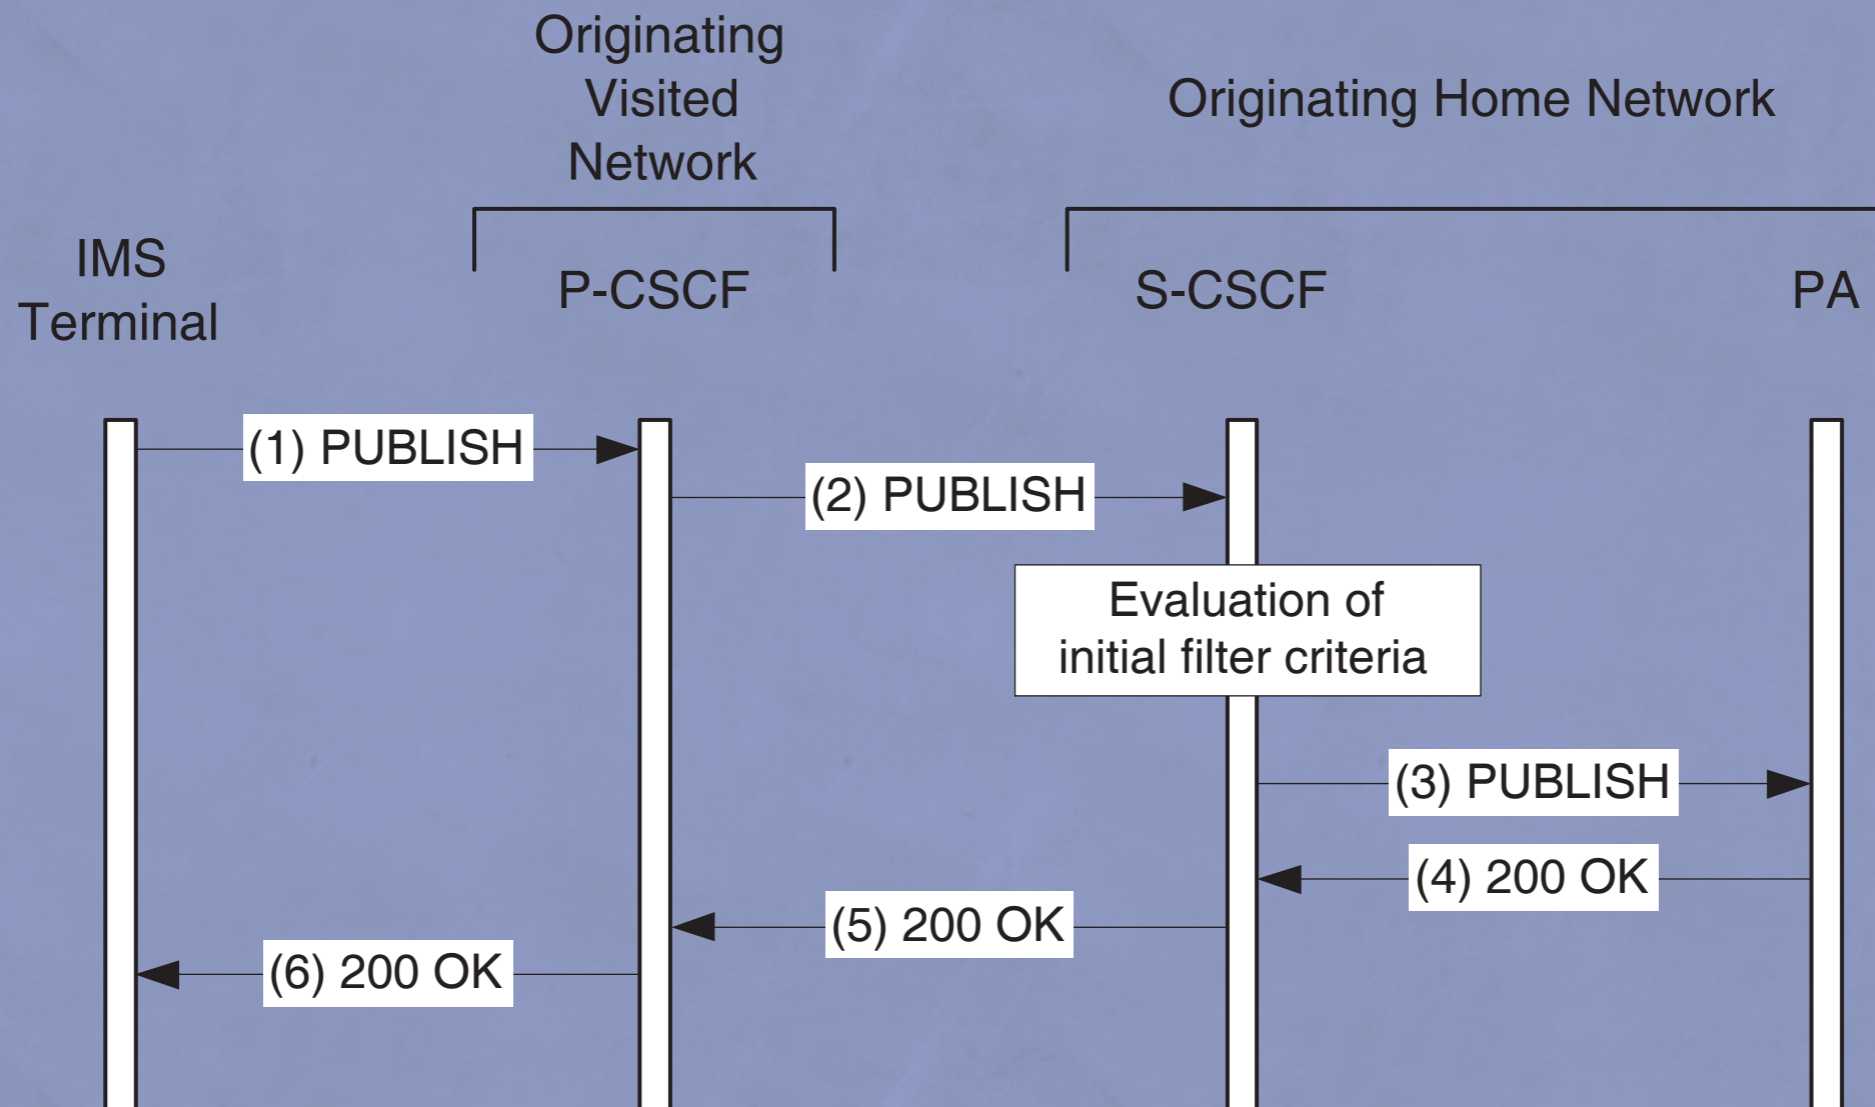 Originating
Visited
Network
Originating Home Network
IMS
Terminal
P-CSCF
S-CSCF
PA
(1) PUBLISH
(2) PUBLISH
Evaluation of
initial filter criteria
(3) PUBLISH
(4) 200 OK
(5) 200 OK
(6) 200 OK